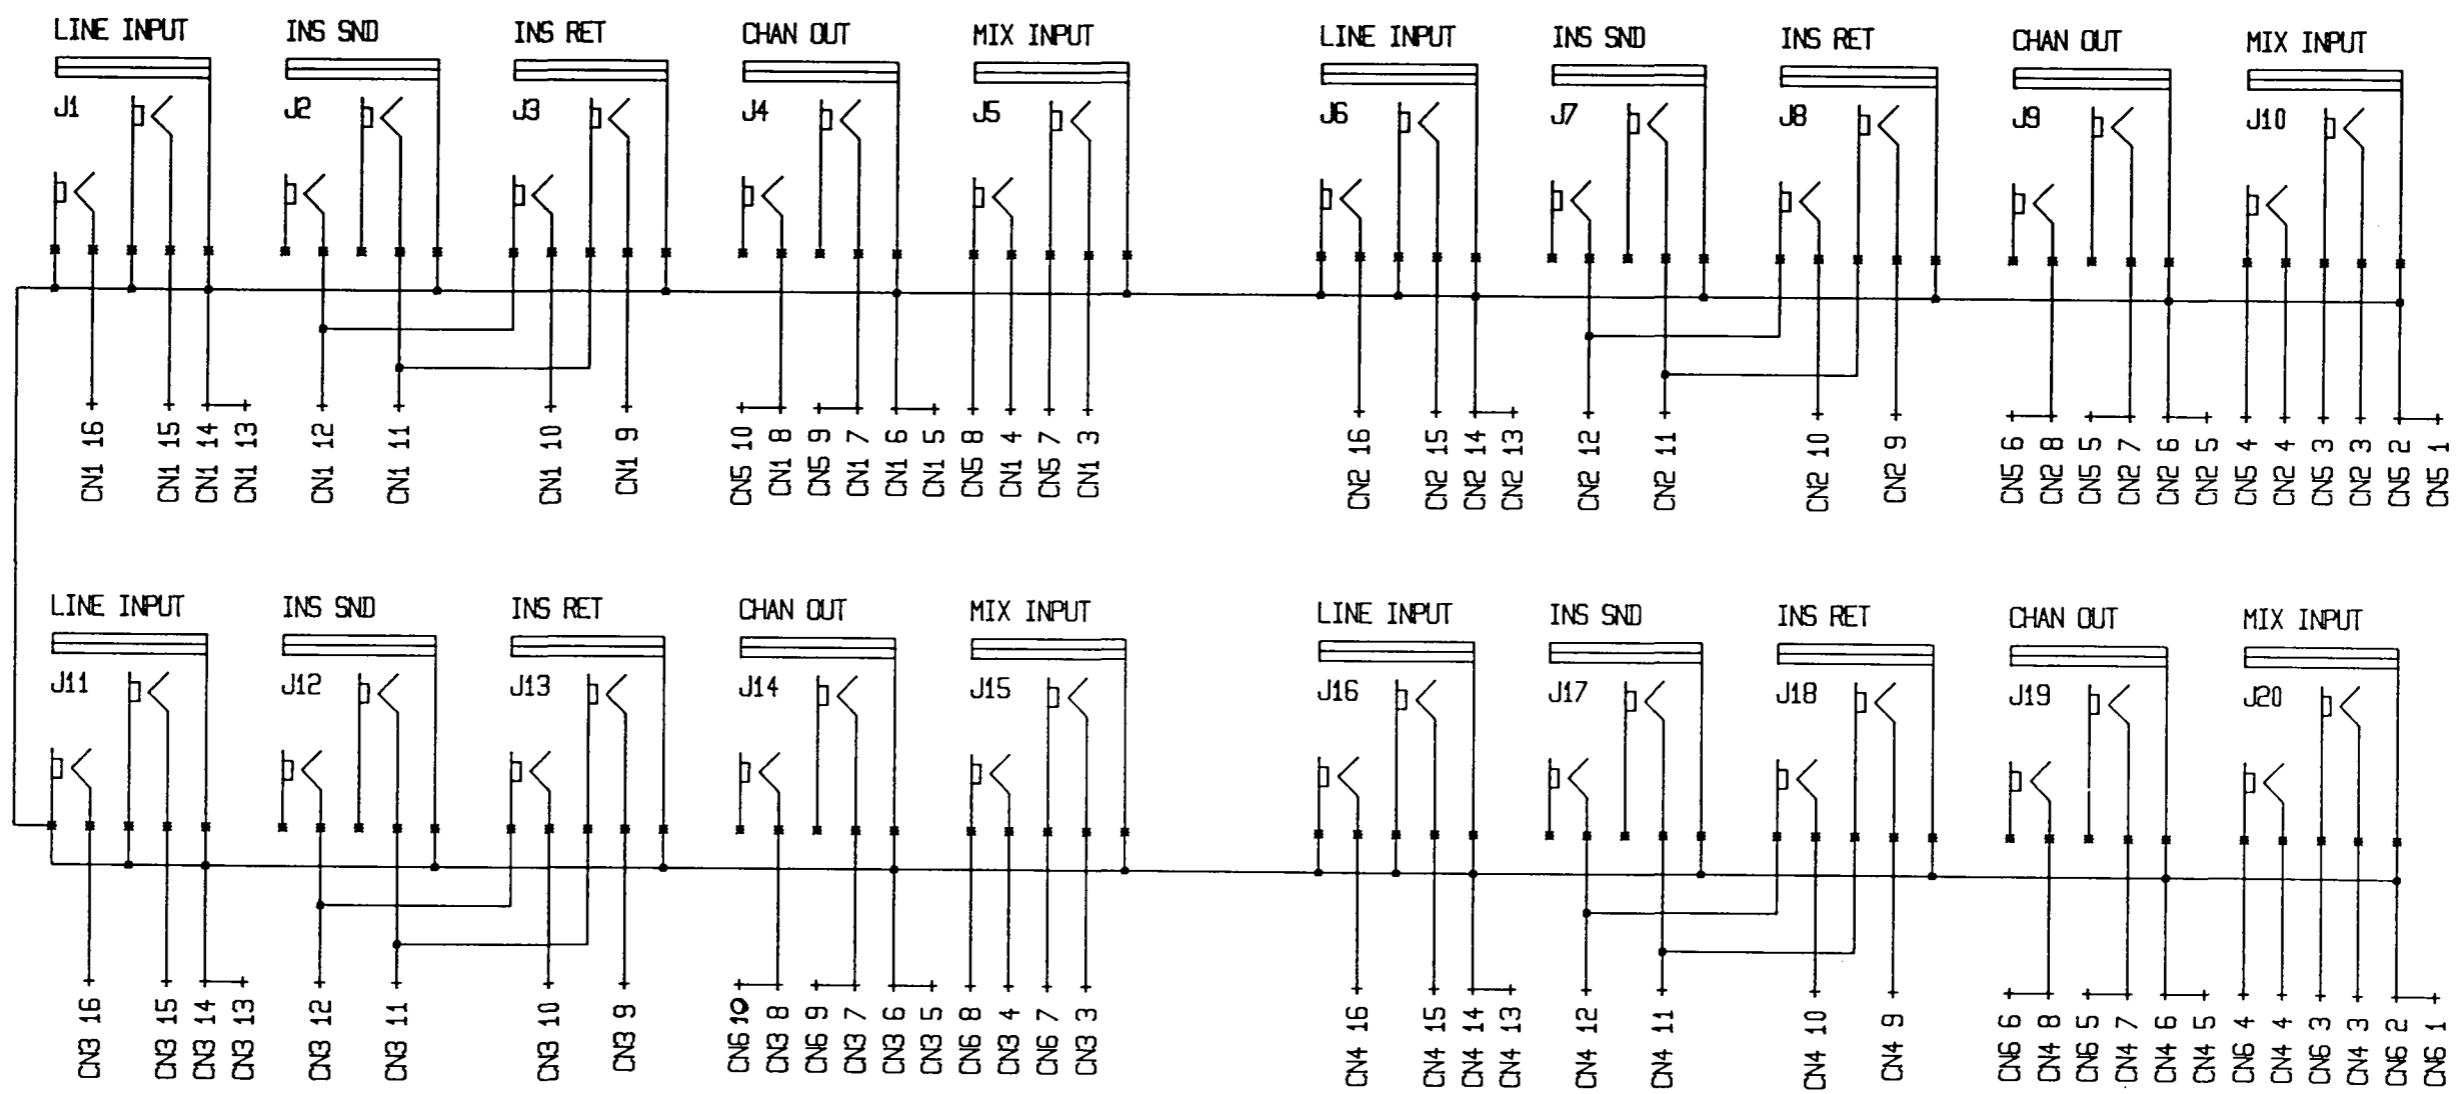 LINE INPUT INS SND INS RET CHAN OUT MIX INPUT LINE INPUT INS SND INS RET CHAN OUT MIX INPUT
J1 J2 J3 J4 J5 J6 J7 J8 J9 J10
CN1 16 CN1 15 CN1 14 CN1 13 CN1 12 CN1 11 CN1 10 CN1 9 CN5 10 CN1 8 CN5 9 CN1 7 CN1 6 CN1 5 CN5 8 CN1 4 CN5 7 CN1 3 CN2 16 CN2 15 CN2 14 CN2 13 CN2 12 CN2 11 CN2 10 CN2 9 CN5 6 CN2 8 CN5 5 CN2 7 CN2 6 CN2 5 CN5 4 CN2 4 CN5 3 CN2 3 CN5 2 CN5 1
LINE INPUT INS SND INS RET CHAN OUT MIX INPUT LINE INPUT INS SND INS RET CHAN OUT MIX INPUT
J11 J12 J13 J14 J15 J16 J17 J18 J19 J20
CN3 16 CN3 15 CN3 14 CN3 13 CN3 12 CN3 11 CN3 10 CN3 9 CN6 10 CN3 8 CN6 9 CN3 7 CN3 6 CN3 5 CN6 8 CN3 4 CN6 7 CN3 3 CN4 16 CN4 15 CN4 14 CN4 13 CN4 12 CN4 11 CN4 10 CN4 9 CN6 6 CN4 8 CN6 5 CN4 7 CN4 6 CN4 5 CN6 4 CN4 4 CN6 3 CN4 3 CN6 2 CN6 1